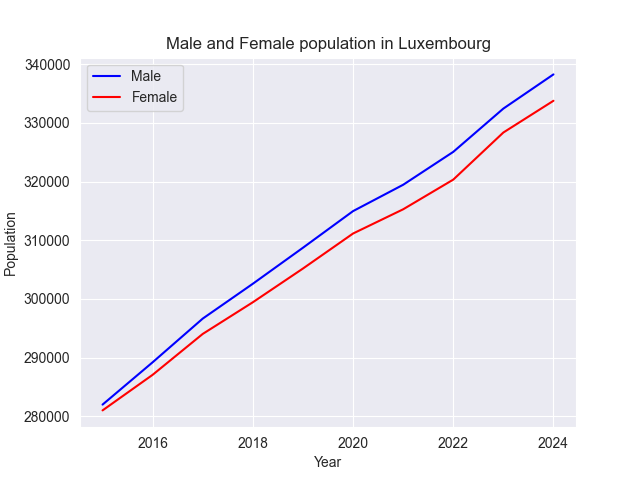 Male and Female population in Luxembourg
Male
Female
Population
340000
330000
320000
310000
300000
290000
280000
2016
2018
2020
2022
2024
Year